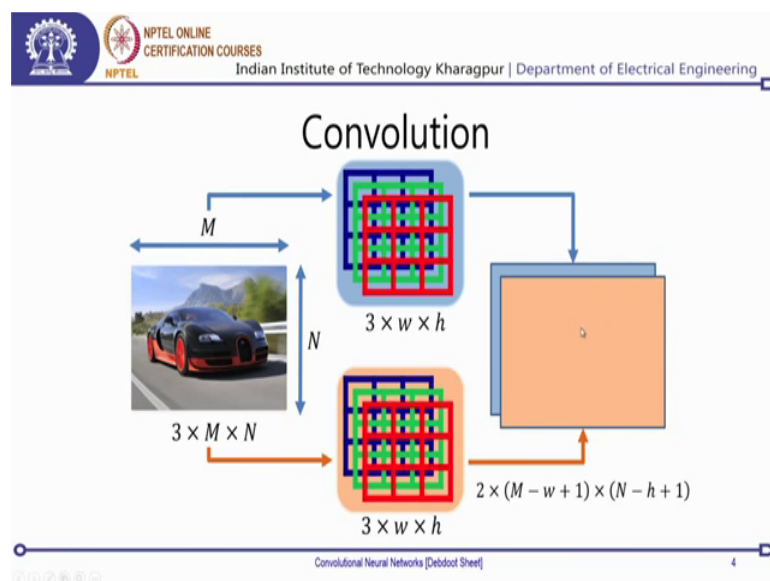 NPTEL ONLINE
CERTIFICATION COURSES
NPTEL
Indian Institute of Technology Kharagpur | Department of Electrical Engineering
Convolution
M
N
3 × w × h
3 × M × N
3 × w × h
2 × (M − w + 1) × (N − h + 1)
Convolutional Neural Networks [Debdoot Sheet]
4